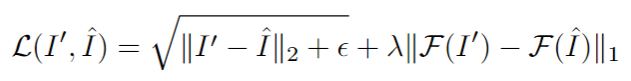 ℒ(I′, Î) = √(‖I′ − Î‖₂ + ϵ) + λ‖ℱ(I′) − ℱ(Î)‖₁